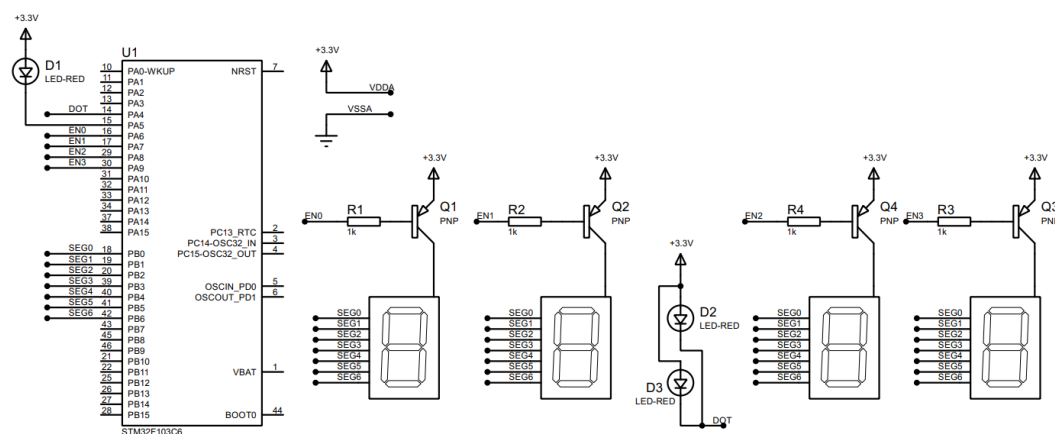 +3.3V
D1
LED-RED
U1
10 PA0-WKUP NRST 7
11 PA1
12 PA2
13 PA3
DOT 14 PA4
15 PA5
EN0 16 PA6
EN1 17 PA7
EN2 29 PA8
EN3 30 PA9
31 PA10
32 PA11
33 PA12
34 PA13
37 PA14
38 PA15
PC13_RTC 2
PC14-OSC32_IN 3
PC15-OSC32_OUT 4
SEG0 18 PB0
SEG1 19 PB1
SEG2 20 PB2
SEG3 39 PB3
SEG4 40 PB4
SEG5 41 PB5
SEG6 42 PB6
OSCIN_PD0 5
OSCOUT_PD1 6
43 PB7
45 PB8
46 PB9
21 PB10
22 PB11
25 PB12
26 PB13
27 PB14
28 PB15
VBAT 1
BOOT0 44
STM32F103C6
+3.3V
VDDA
VSSA
+3.3V
EN0 R1 Q1
1k PNP
SEG0
SEG1
SEG2
SEG3
SEG4
SEG5
SEG6
+3.3V
EN1 R2 Q2
1k PNP
SEG0
SEG1
SEG2
SEG3
SEG4
SEG5
SEG6
+3.3V
D2
LED-RED
D3
LED-RED
DOT
+3.3V
EN2 R4 Q4
1k PNP
SEG0
SEG1
SEG2
SEG3
SEG4
SEG5
SEG6
+3.3V
EN3 R3 Q3
1k PNP
SEG0
SEG1
SEG2
SEG3
SEG4
SEG5
SEG6